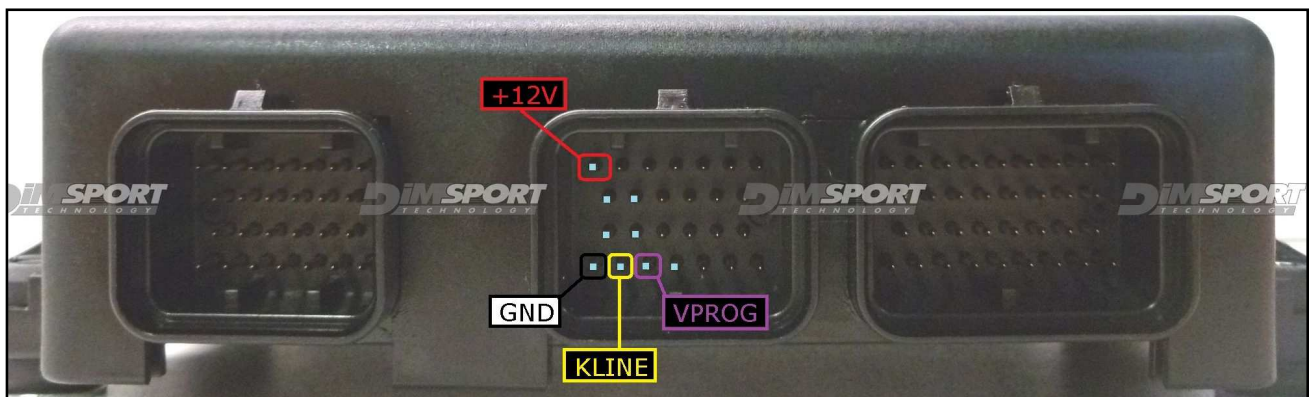 +12V
DiMSPORT DiMSPORT DiMSPORT DiMSPORT
TECHNOLOGY TECHNOLOGY TECHNOLOGY TECHNOLOGY
GND
VPROG
KLINE